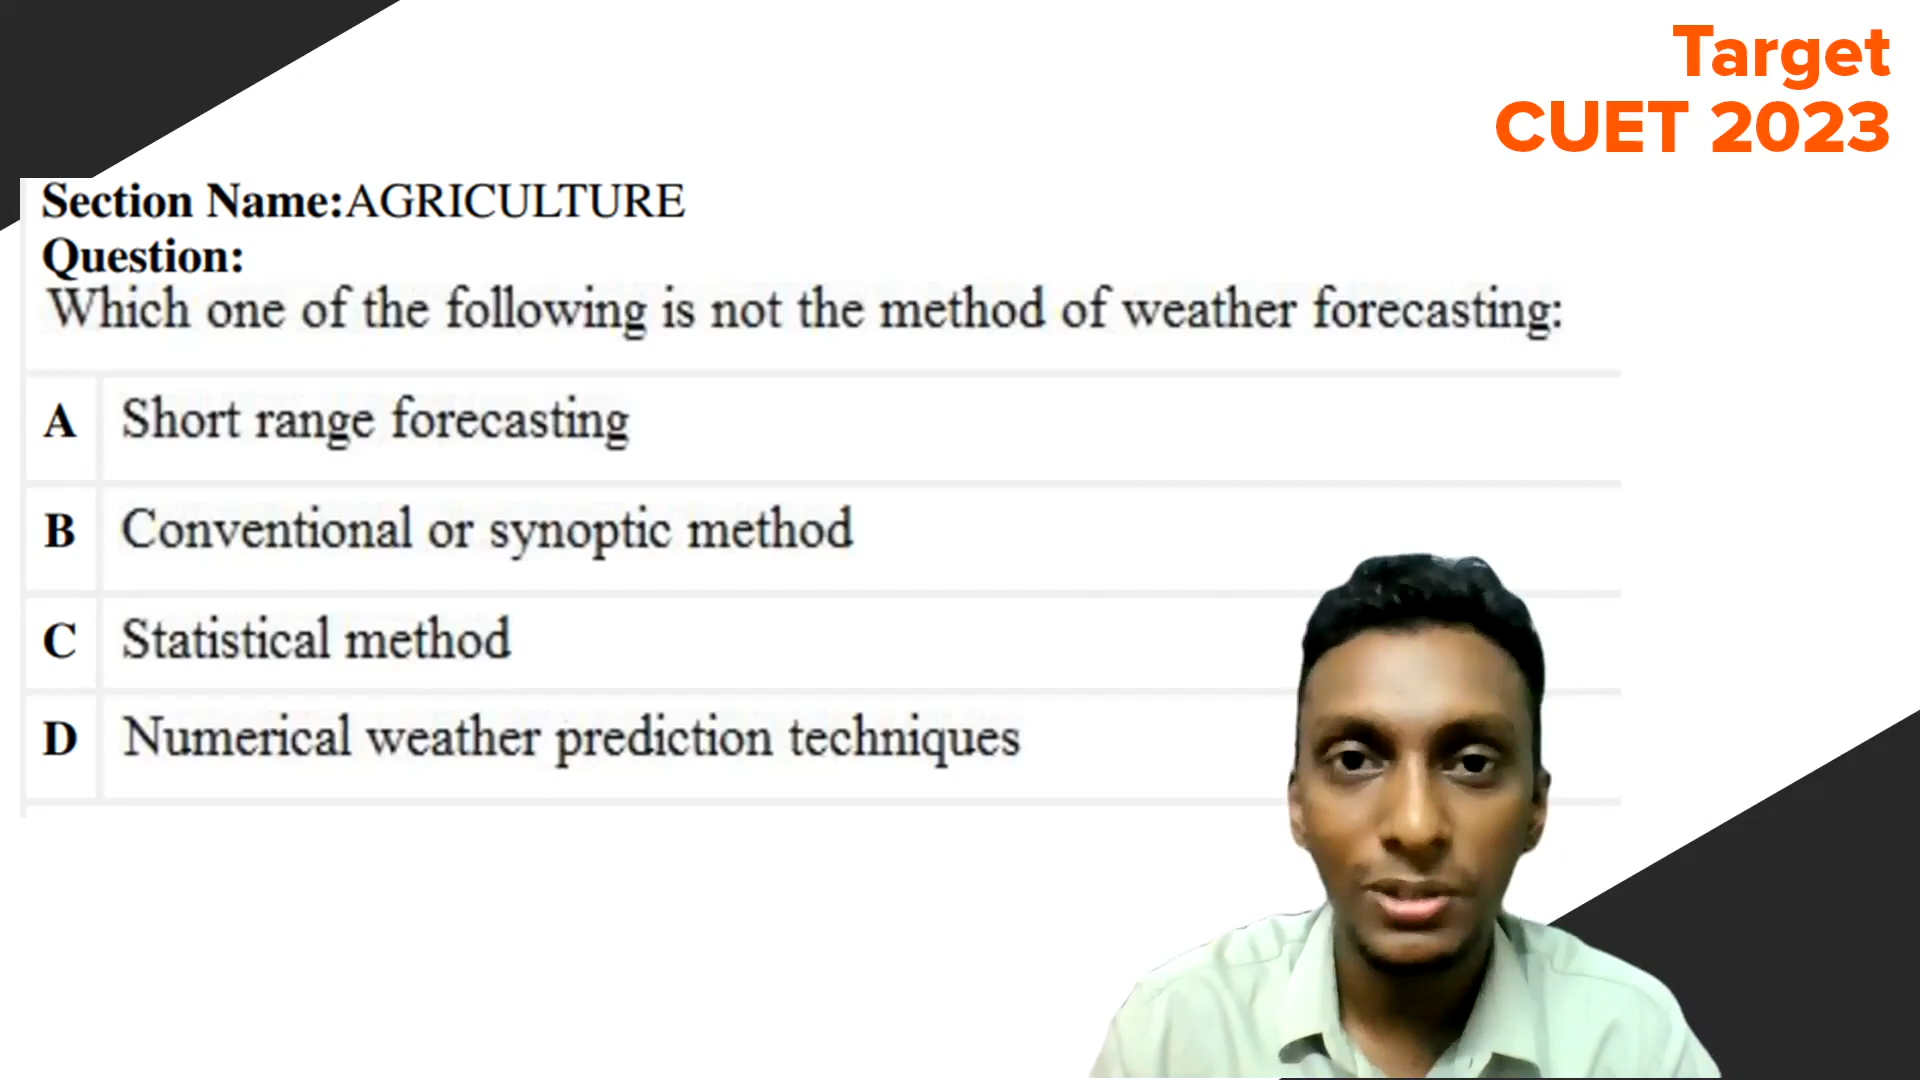 Target
CUET 2023
Section Name:AGRICULTURE
Question:
Which one of the following is not the method of weather forecasting:
A Short range forecasting
B Conventional or synoptic method
C Statistical method
D Numerical weather prediction techniques